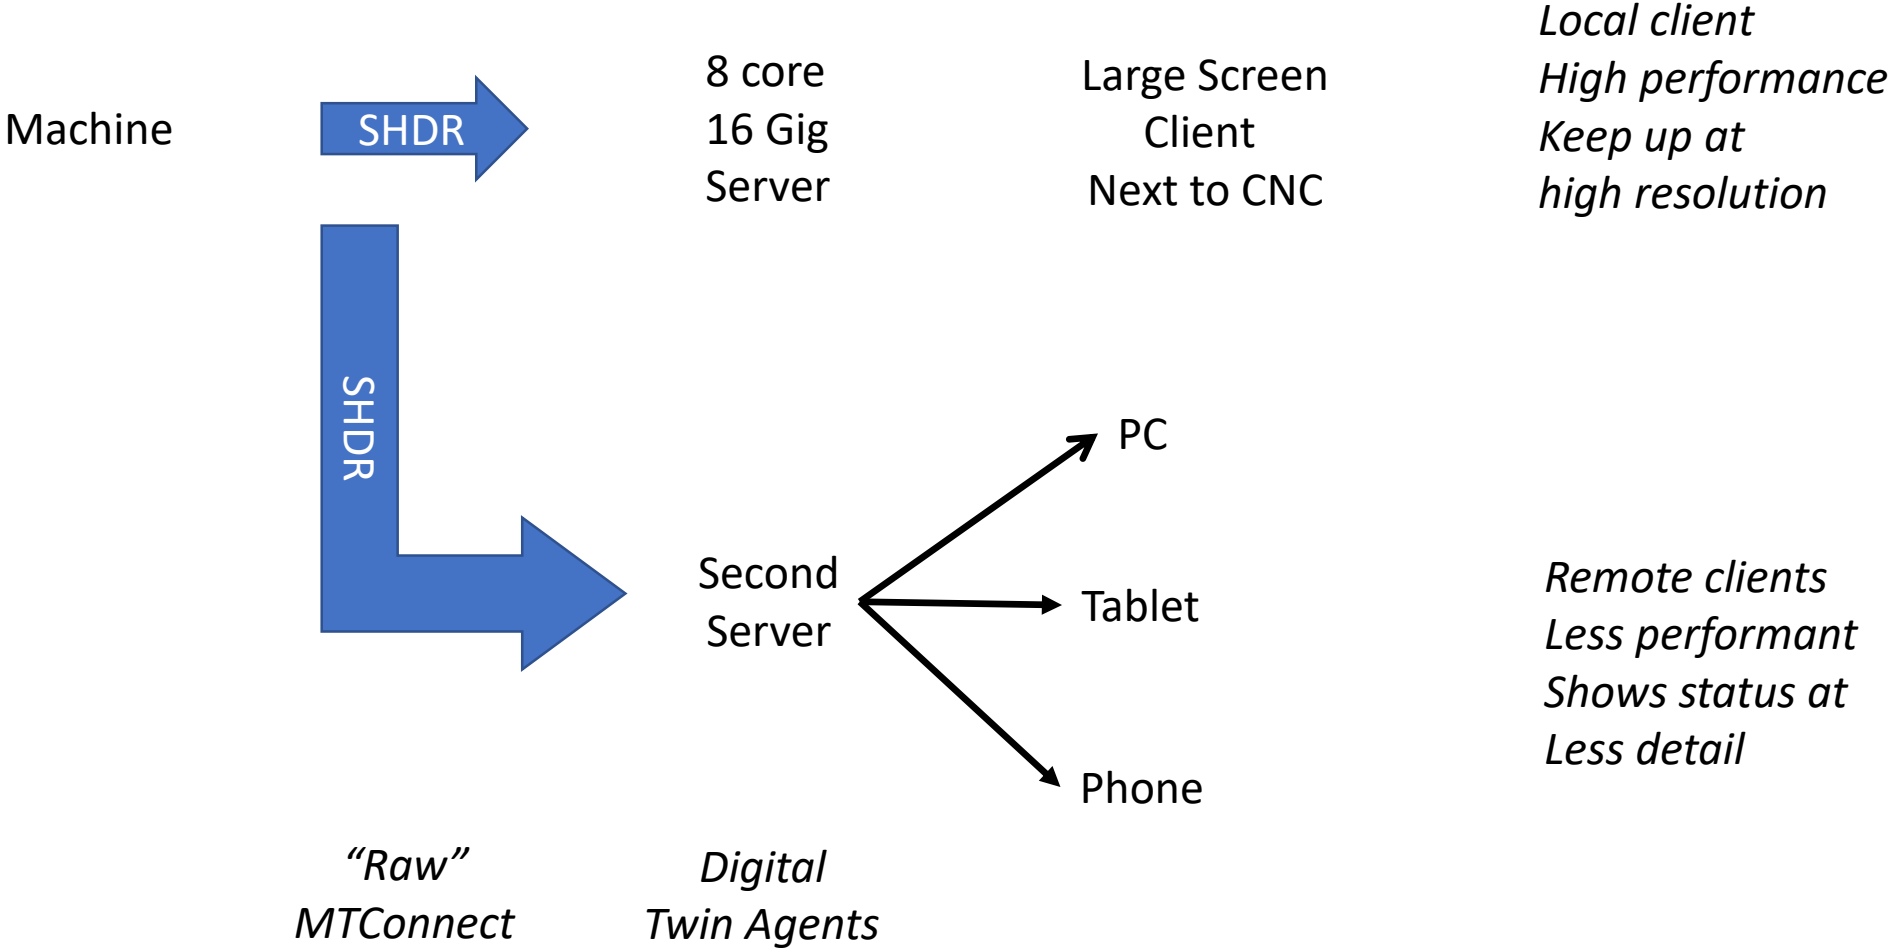 Machine
SHDR
8 core
16 Gig
Server
Large Screen
Client
Next to CNC
Local client
High performance
Keep up at
high resolution
SHDR
Second
Server
PC
Tablet
Phone
Remote clients
Less performant
Shows status at
Less detail
“Raw”
MTConnect
Digital
Twin Agents